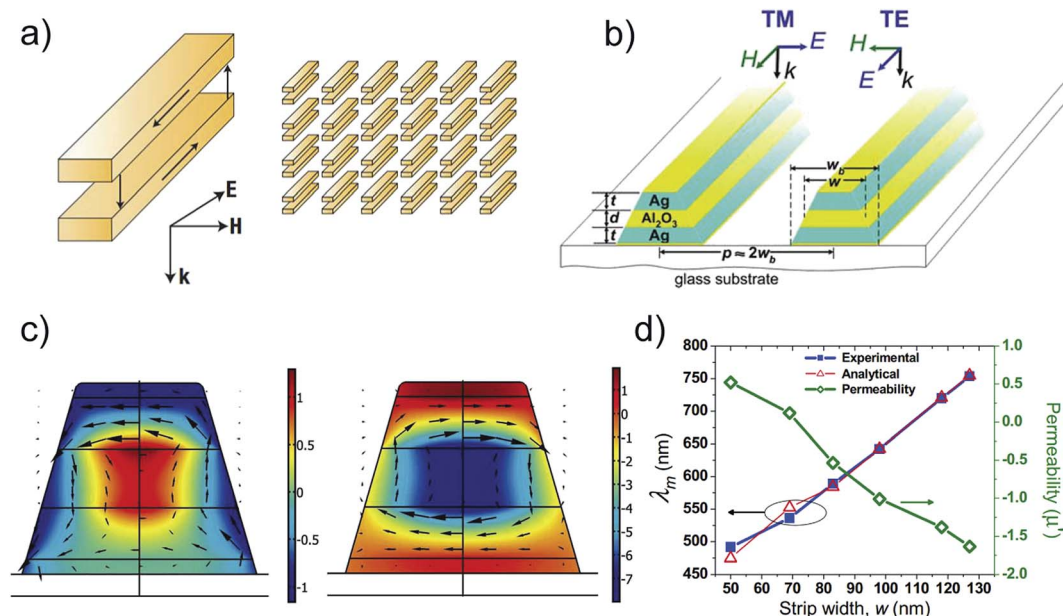 a)
E
H
k
b)
TM
TE
E
H
k
H
E
k
w_b
w
t
Ag
d
Al2O3
t
Ag
p ≈ 2w_b
glass substrate
c)
1
0.5
0
-0.5
-1
1
0
-1
-2
-3
-4
-5
-6
-7
d)
800
750
700
650
600
550
500
450
λm (nm)
Experimental
Analytical
Permeability
1.0
0.5
0.0
-0.5
-1.0
-1.5
-2.0
Permeability (μ')
50 60 70 80 90 100 110 120 130
Strip width, w (nm)